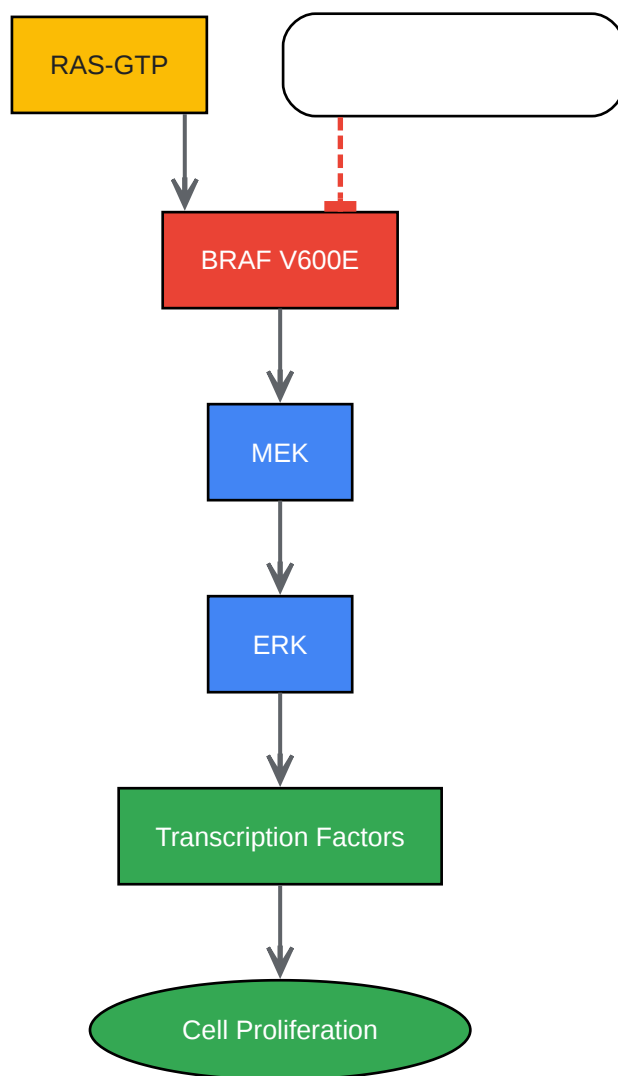 RAS-GTP
BRAF V600E
MEK
ERK
Transcription Factors
Cell Proliferation